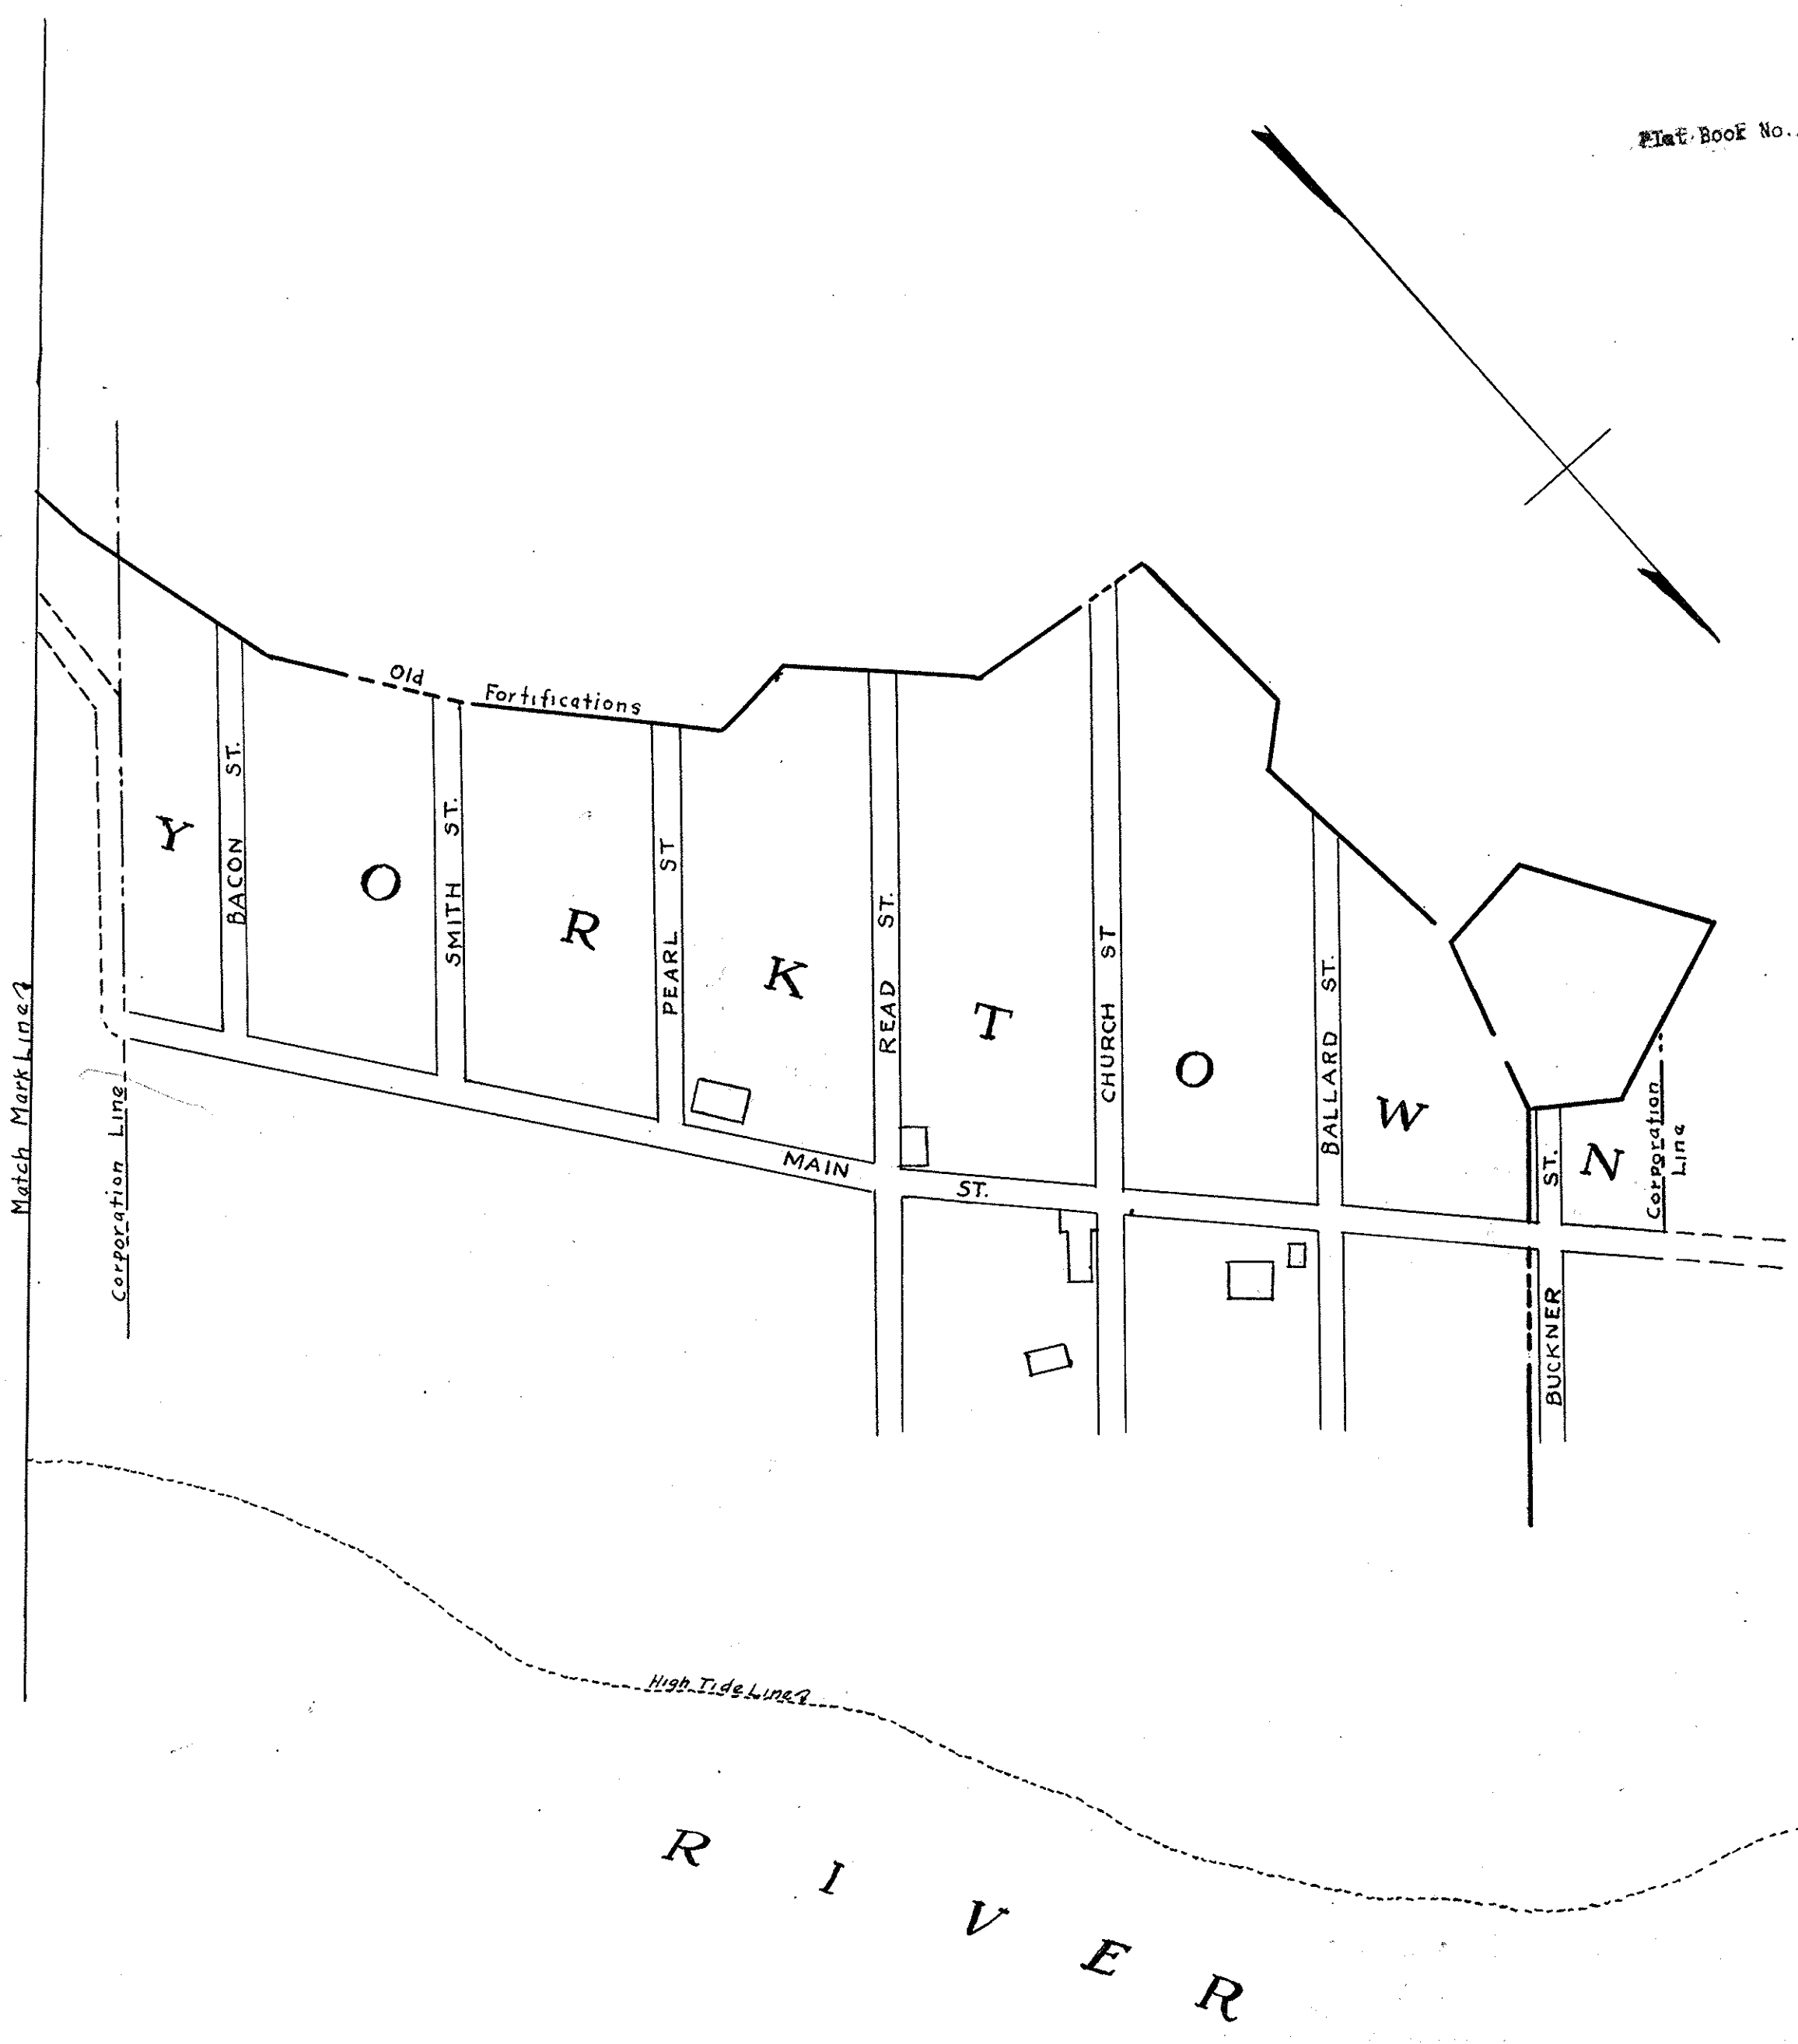 Plat Book No.
Old
Fortifications
Y O R K T O W N
BACON ST.
SMITH ST.
PEARL ST
READ ST.
CHURCH ST
BALLARD ST.
BUCKNER ST.
MAIN ST.
Match Mark Line
Corporation Line
Corporation
Line
High Tide Line
R I V E R